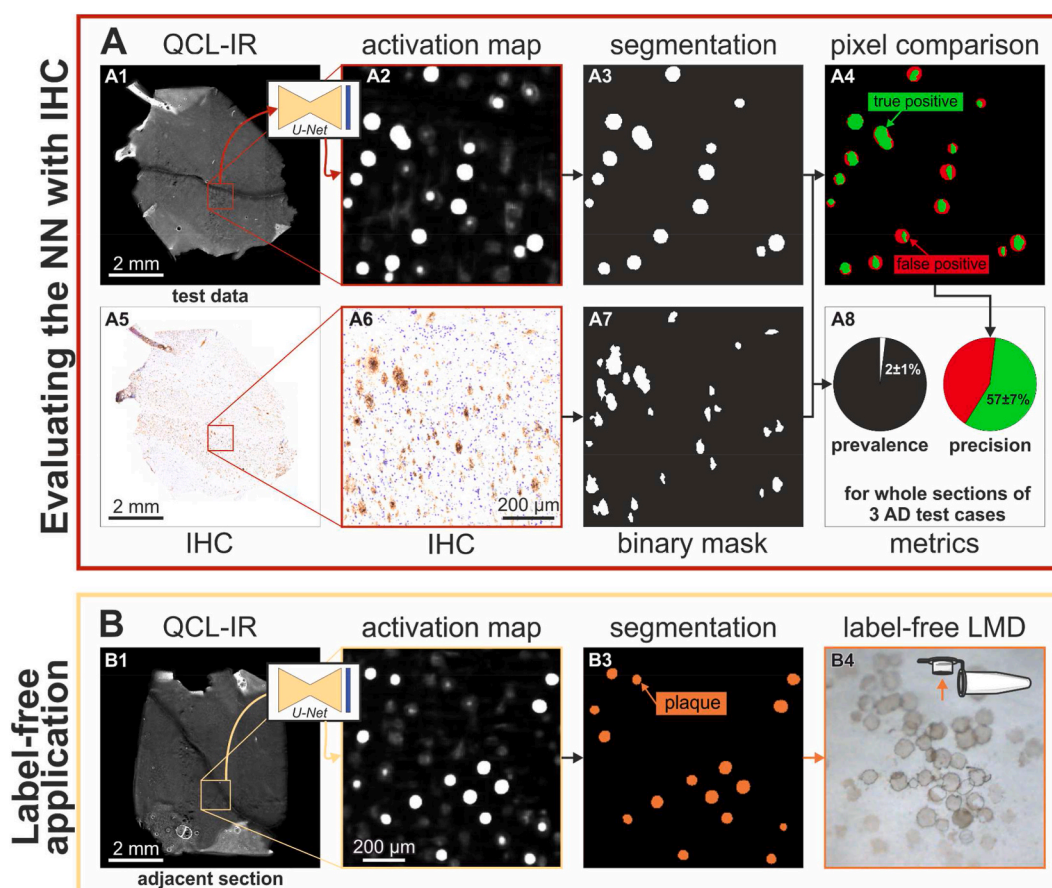 Evaluating the NN with IHC
A
QCL-IR
activation map
segmentation
pixel comparison
A1
U-Net
2 mm
test data
A2
A3
A4
true positive
false positive
A5
2 mm
IHC
A6
200 µm
IHC
A7
binary mask
A8
2±1%
prevalence
57±7%
precision
for whole sections of
3 AD test cases
metrics
Label-free
application
B
QCL-IR
activation map
segmentation
label-free LMD
B1
U-Net
2 mm
adjacent section
200 µm
B3
plaque
B4